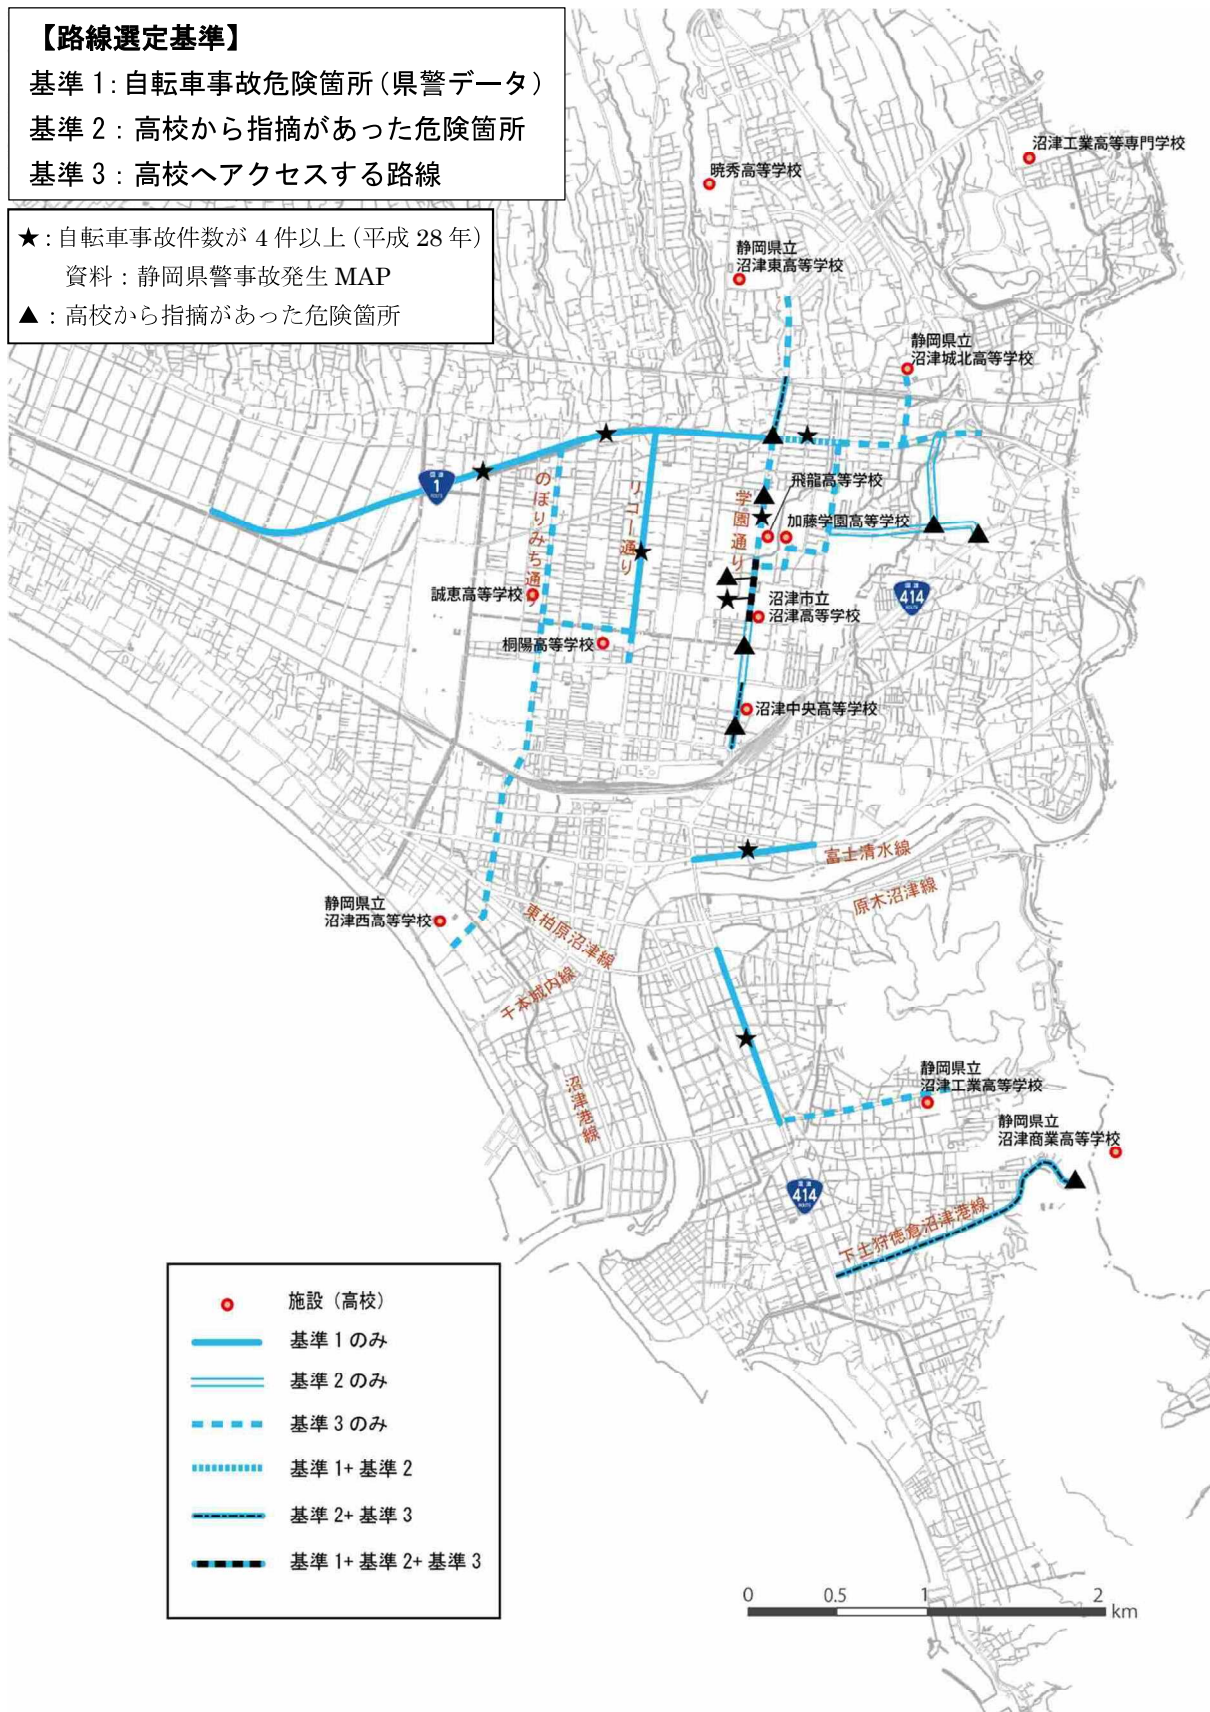 【路線選定基準】
基準1:自転車事故危険箇所(県警データ)
基準2:高校から指摘があった危険箇所
基準3:高校へアクセスする路線
★:自転車事故件数が4件以上(平成28年)
資料:静岡県警事故発生MAP
▲:高校から指摘があった危険箇所
沼津工業高等専門学校
暁秀高等学校
静岡県立
沼津東高等学校
静岡県立
沼津城北高等学校
国道
1
ROUTE
のぼりみち通り
リコー通り
学園通り
飛龍高等学校
加藤学園高等学校
国道
414
ROUTE
誠恵高等学校
沼津市立
沼津高等学校
桐陽高等学校
沼津中央高等学校
富士清水線
原木沼津線
静岡県立
沼津西高等学校
東柏原沼津線
千本城内線
沼津港線
静岡県立
沼津工業高等学校
静岡県立
沼津商業高等学校
国道
414
ROUTE
下土狩徳倉沼津港線
施設(高校)
基準1のみ
基準2のみ
基準3のみ
基準1+基準2
基準2+基準3
基準1+基準2+基準3
0 0.5 1 2
km